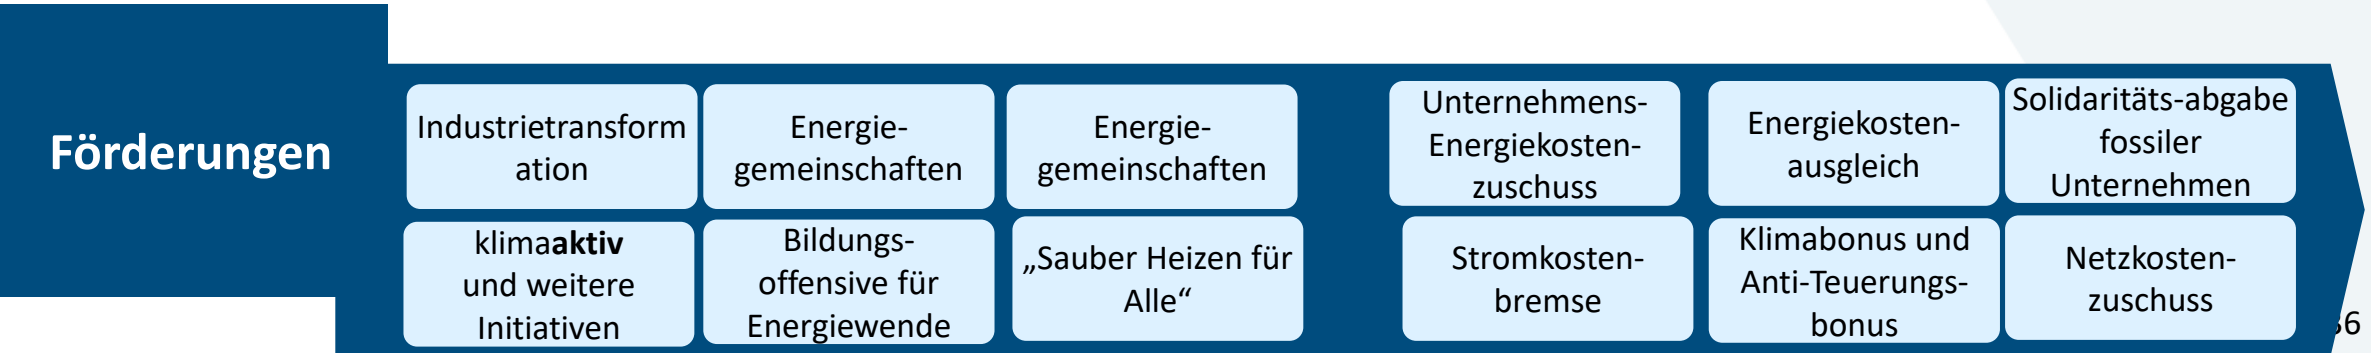 Förderungen
Industrietransform
ation
Energie-
gemeinschaften
Energie-
gemeinschaften
Unternehmens-
Energiekosten-
zuschuss
Energiekosten-
ausgleich
Solidaritäts-abgabe
fossiler
Unternehmen
klimaaktiv
und weitere
Initiativen
Bildungs-
offensive für
Energiewende
„Sauber Heizen für
Alle“
Stromkosten-
bremse
Klimabonus und
Anti-Teuerungs-
bonus
Netzkosten-
zuschuss
6